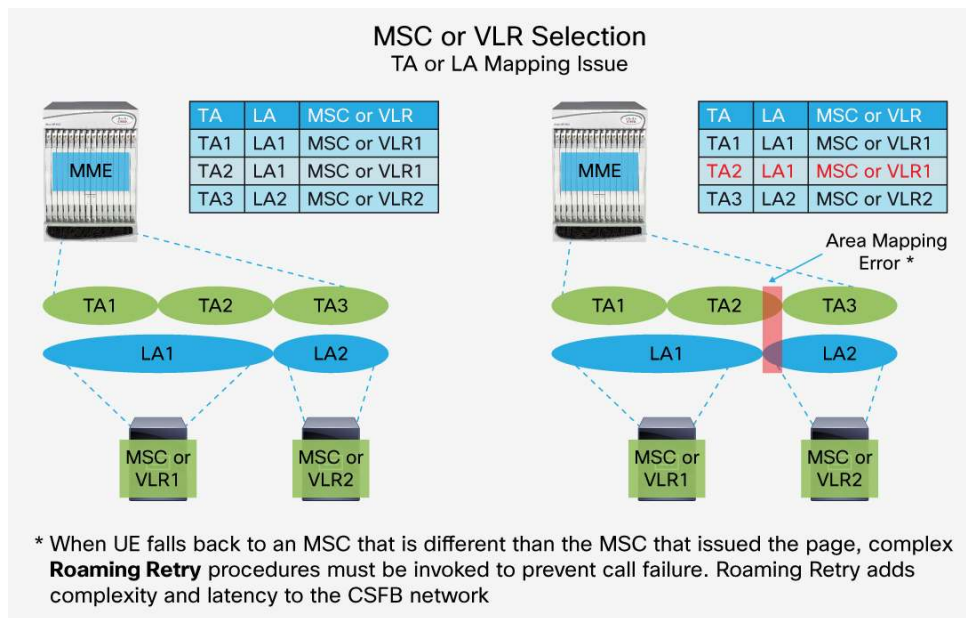 MSC or VLR Selection
TA or LA Mapping Issue
TA LA MSC or VLR
TA1 LA1 MSC or VLR1
TA2 LA1 MSC or VLR1
TA3 LA2 MSC or VLR2
MME
TA1 TA2 TA3
LA1 LA2
MSC or
VLR1
MSC or
VLR2
TA LA MSC or VLR
TA1 LA1 MSC or VLR1
TA2 LA1 MSC or VLR1
TA3 LA2 MSC or VLR2
MME
Area Mapping
Error *
TA1 TA2 TA3
LA1 LA2
MSC or
VLR1
MSC or
VLR2
* When UE falls back to an MSC that is different than the MSC that issued the page, complex
Roaming Retry procedures must be invoked to prevent call failure. Roaming Retry adds
complexity and latency to the CSFB network